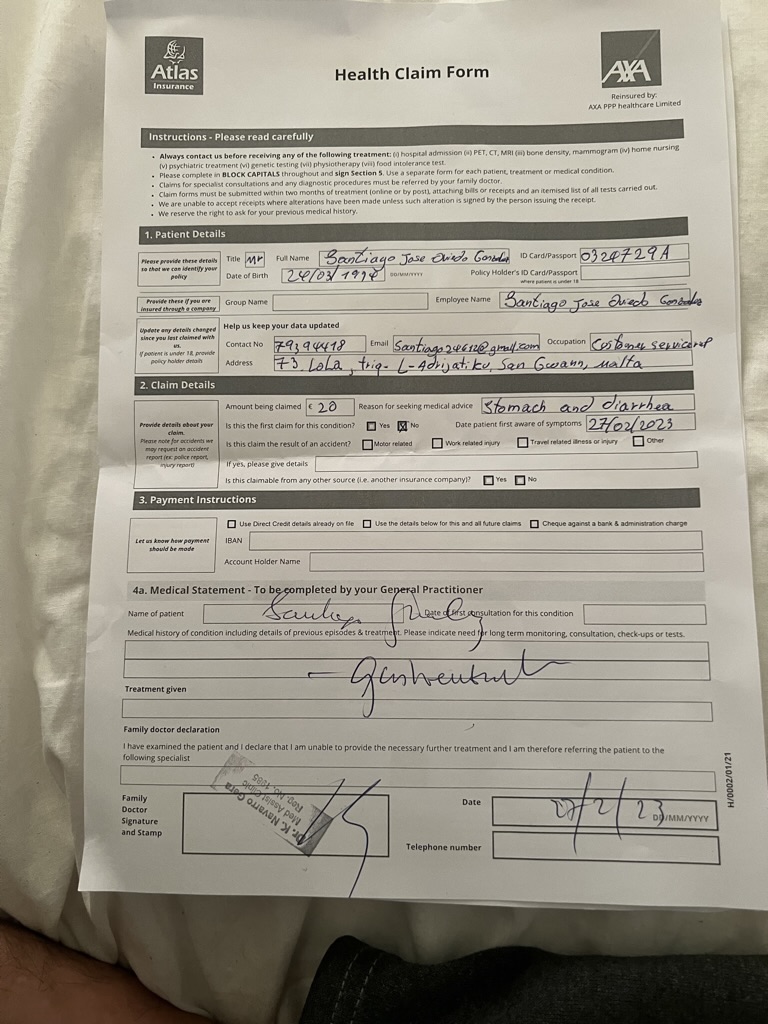 Atlas
Insurance
Health Claim Form
AXA
Reinsured by:
AXA PPP healthcare Limited
Instructions - Please read carefully
• Always contact us before receiving any of the following treatment: (i) hospital admission (ii) PET, CT, MRI (iii) bone density, mammogram (iv) home nursing
(v) psychiatric treatment (vi) genetic testing (vii) physiotherapy (viii) food intolerance test.
• Please complete in BLOCK CAPITALS throughout and sign Section 5. Use a separate form for each patient, treatment or medical condition.
• Claims for specialist consultations and any diagnostic procedures must be referred by your family doctor.
• Claim forms must be submitted within two months of treatment (online or by post), attaching bills or receipts and an itemised list of all tests carried out.
• We are unable to accept receipts where alterations have been made unless such alteration is signed by the person issuing the receipt.
• We reserve the right to ask for your previous medical history.
1. Patient Details
Please provide these details
so that we can identify your
policy
Title Mr Full Name Santiago Jose Oviedo Gonzalez ID Card/Passport 0324729A
Date of Birth 24/03/1994 DD/MM/YYYY Policy Holder's ID Card/Passport
where patient is under 18
Provide these if you are
insured through a company
Group Name Employee Name Santiago Jose Oviedo Gonzalez
Update any details changed
since you last claimed with
us.
If patient is under 18, provide
policy holder details
Help us keep your data updated
Contact No 79394418 Email Santiago24612@gmail.com Occupation Costomer service rep
Address 73 Lola, triq- L-Adrijatiku, San Gwann, Malta
2. Claim Details
Provide details about your
claim.
Please note for accidents we
may request an accident
report (ex: police report,
injury report)
Amount being claimed € 20 Reason for seeking medical advice Stomach and diarrhea
Is this the first claim for this condition? Yes No Date patient first aware of symptoms 27/02/2023
Is this claim the result of an accident? Motor related Work related injury Travel related illness or injury Other
If yes, please give details
Is this claimable from any other source (i.e. another insurance company)? Yes No
3. Payment Instructions
Let us know how payment
should be made
Use Direct Credit details already on file Use the details below for this and all future claims Cheque against a bank & administration charge
IBAN
Account Holder Name
4a. Medical Statement - To be completed by your General Practitioner
Name of patient Date of first consultation for this condition
Medical history of condition including details of previous episodes & treatment. Please indicate need for long term monitoring, consultation, check-ups or tests.
Treatment given
Family doctor declaration
I have examined the patient and I declare that I am unable to provide the necessary further treatment and I am therefore referring the patient to the
following specialist
Family
Doctor
Signature
and Stamp
Dr. K. Navarro Gera
Med Assist Clinic
Reg. No. 1985
Date 27/2/23 DD/MM/YYYY
Telephone number
H/0002/01/21